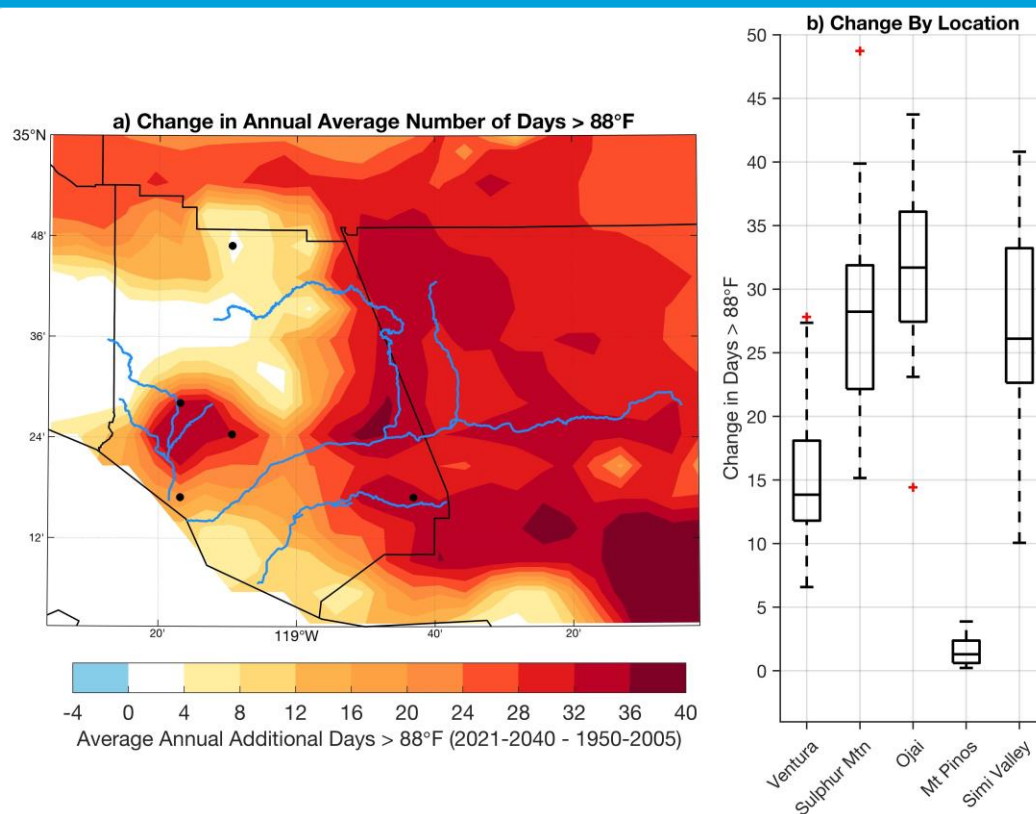 a) Change in Annual Average Number of Days > 88°F
35°N
48'
36'
24'
12'
20'
119°W
40'
20'
-4
0
4
8
12
16
20
24
28
32
36
40
Average Annual Additional Days > 88°F (2021-2040 - 1950-2005)
b) Change By Location
Change in Days > 88°F
50
45
40
35
30
25
20
15
10
5
0
Ventura
Sulphur Mtn
Ojai
Mt Pinos
Simi Valley